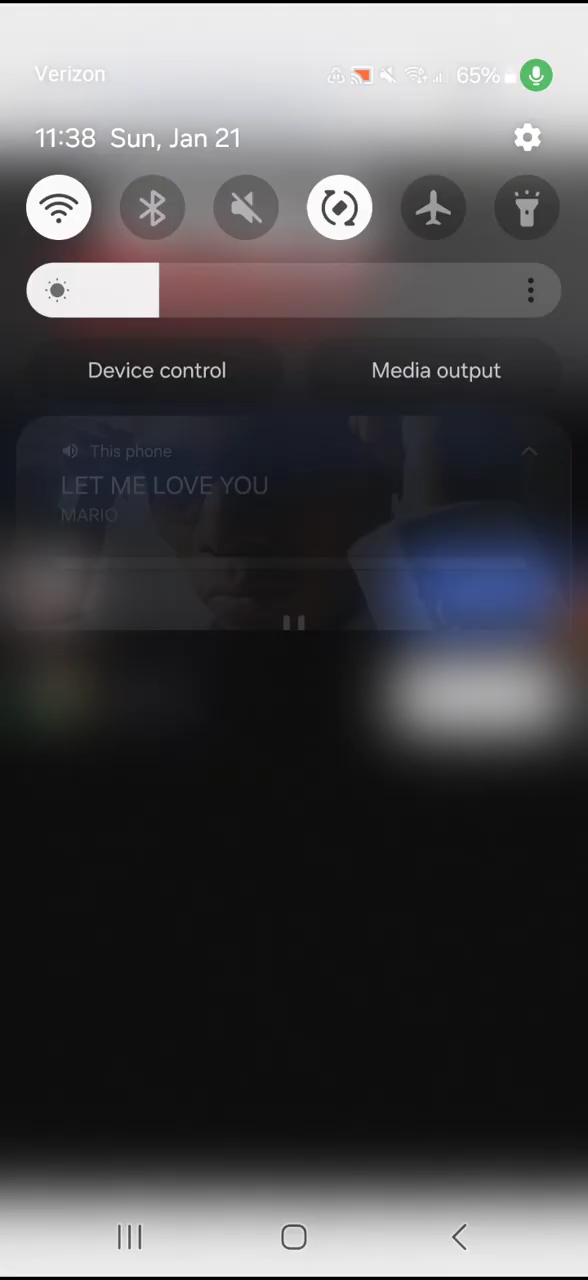 Verizon 65%
11:38 Sun, Jan 21
Device control Media output
This phone
LET ME LOVE YOU
MARIO